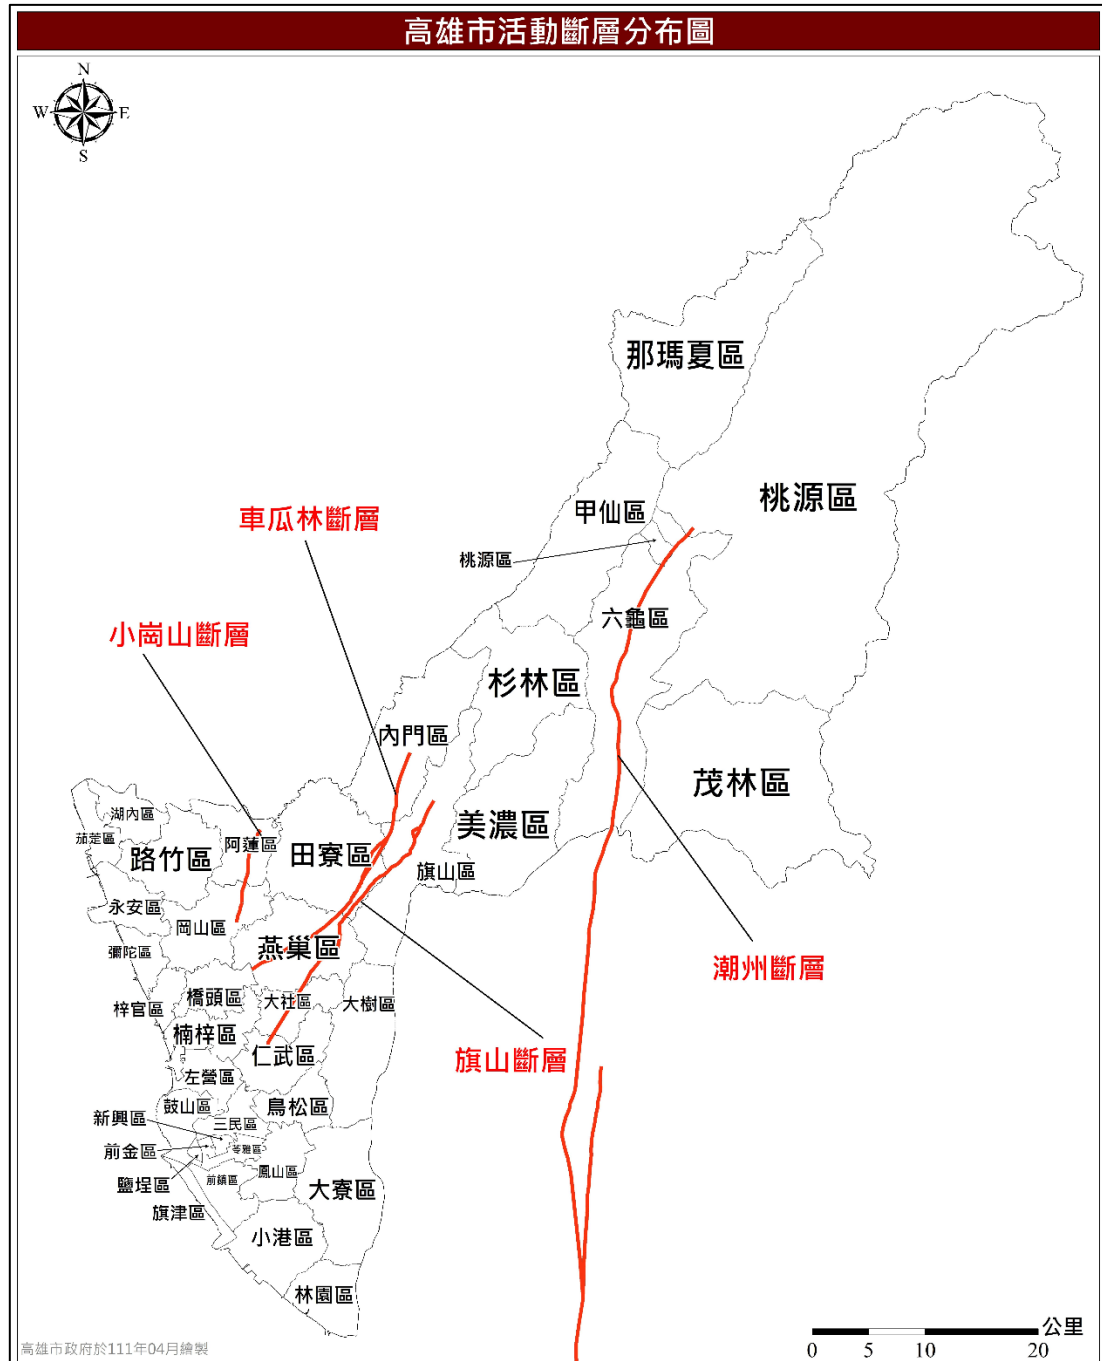 高雄市活動斷層分布圖
N
W
E
S
那瑪夏區
桃源區
甲仙區
車瓜林斷層
桃源區
六龜區
小崗山斷層
杉林區
內門區
茂林區
湖內區
美濃區
茄萣區
阿蓮區
路竹區
田寮區
旗山區
永安區
岡山區
燕巢區
彌陀區
潮州斷層
橋頭區
大社區
大樹區
梓官區
楠梓區
仁武區
旗山斷層
左營區
鼓山區
鳥松區
新興區
三民區
前金區
苓雅區
鹽埕區
前鎮區
鳳山區
大寮區
旗津區
小港區
林園區
公里
0 5 10 20
高雄市政府於111年04月繪製